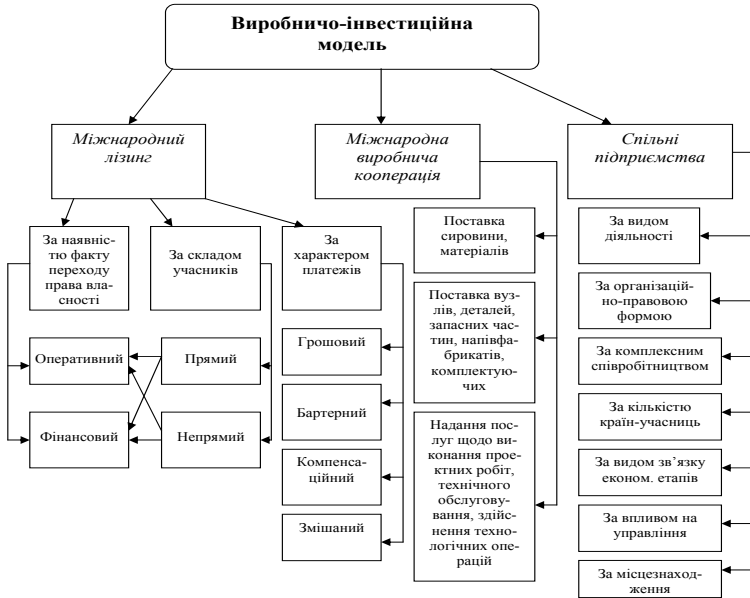 Виробничо-інвестиційна
модель
Міжнародний
лізинг
Міжнародна
виробнича
кооперація
Спільні
підприємства
За наявніс-
тю факту
переходу
права вла-
сності
За складом
учасників
За
характером
платежів
Оперативний
Прямий
Фінансовий
Непрямий
Грошовий
Бартерний
Компенса-
ційний
Змішаний
Поставка
сировини,
матеріалів
Поставка вуз-
лів, деталей,
запасних час-
тин, напівфа-
брикатів,
комплектую-
чих
Надання пос-
луг щодо ви-
конання прое-
ктних робіт,
технічного
обслугову-
вання, здійс-
нення техно-
логічних опе-
рацій
За видом
діяльності
За організацій-
но-правовою
формою
За комплексним
співробітництвом
За кількістю
країн-учасниць
За видом зв’язку
економ. етапів
За впливом на
управління
За місцезнаход-
ження